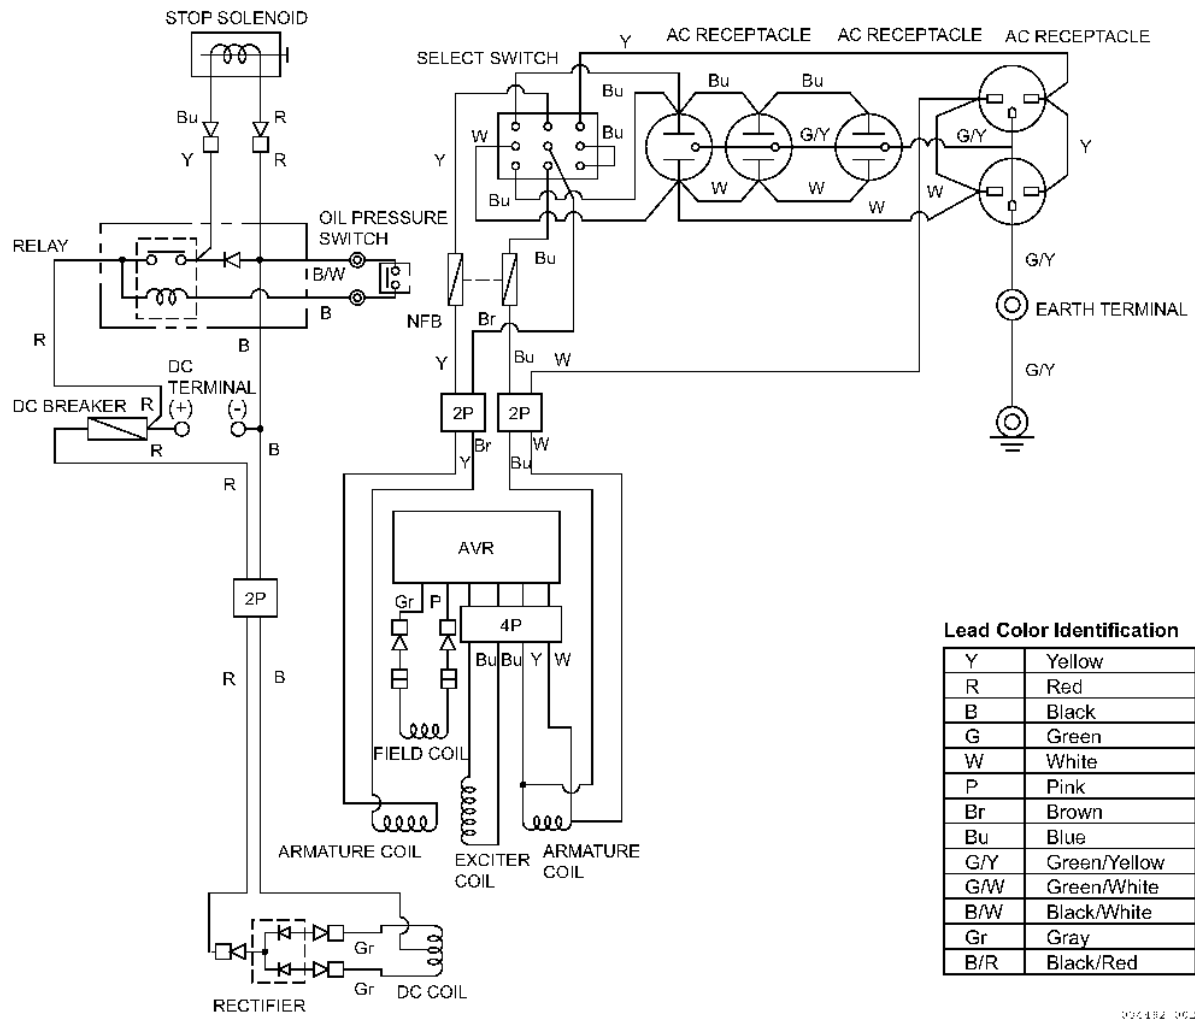 STOP SOLENOID
SELECT SWITCH
Y
AC RECEPTACLE
AC RECEPTACLE
AC RECEPTACLE
Bu
R
Y
R
Y
W
Bu
Bu
Bu
Bu
Bu
G/Y
G/Y
Y
W
W
W
W
RELAY
OIL PRESSURE
SWITCH
B/W
B
Bu
NFB
Br
G/Y
EARTH TERMINAL
G/Y
R
B
Y
Bu
W
DC
TERMINAL
DC BREAKER
R
(+)
(-)
R
B
R
2P
2P
Br
Y
Bu
W
AVR
2P
Gr
P
4P
Bu
Bu
Y
W
R
B
FIELD COIL
ARMATURE COIL
EXCITER
COIL
ARMATURE
COIL
Gr
Gr
DC COIL
RECTIFIER
Lead Color Identification
Y Yellow
R Red
B Black
G Green
W White
P Pink
Br Brown
Bu Blue
G/Y Green/Yellow
G/W Green/White
B/W Black/White
Gr Gray
B/R Black/Red